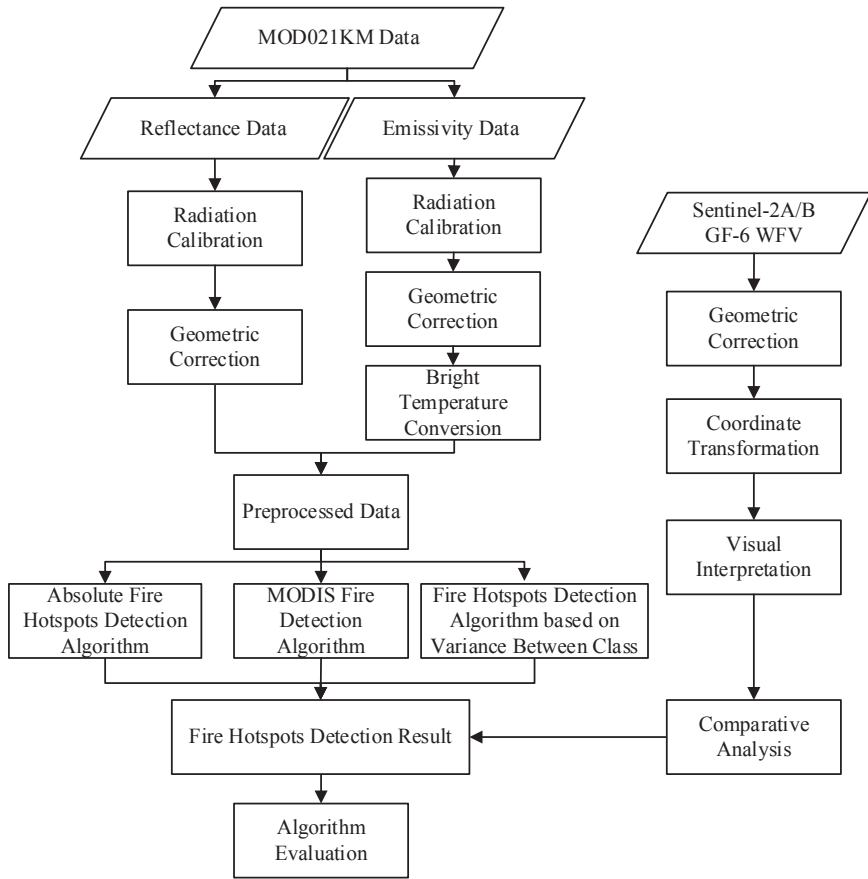 MOD021KM Data
Reflectance Data
Emissivity Data
Radiation
Calibration
Geometric
Correction
Radiation
Calibration
Geometric
Correction
Bright
Temperature
Conversion
Preprocessed Data
Absolute Fire
Hotspots Detection
Algorithm
MODIS Fire
Detection
Algorithm
Fire Hotspots Detection
Algorithm based on
Variance Between Class
Fire Hotspots Detection Result
Algorithm
Evaluation
Sentinel-2A/B
GF-6 WFV
Geometric
Correction
Coordinate
Transformation
Visual
Interpretation
Comparative
Analysis